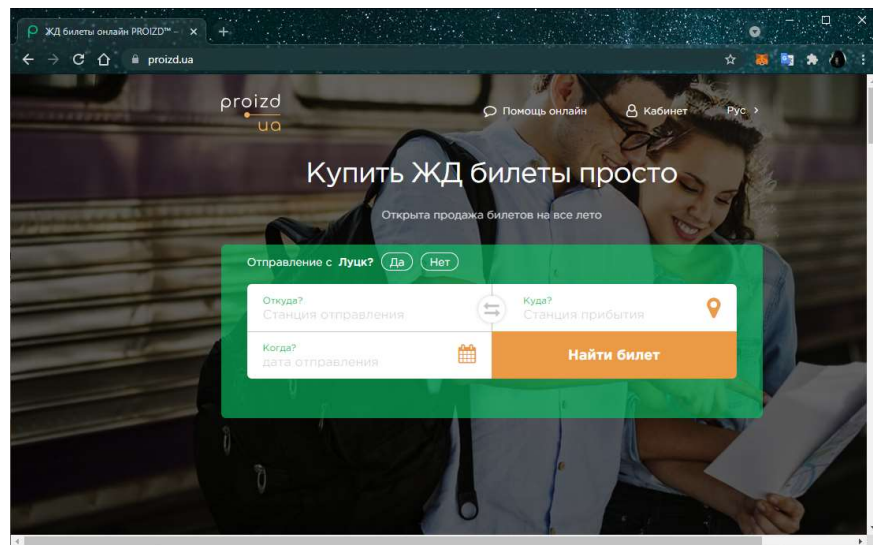 ЖД билеты онлайн PROIZD™ -
proizd.ua
proizd
ua
Помощь онлайн
Кабинет
Рус
Купить ЖД билеты просто
Открыта продажа билетов на все лето
Отправление с Луцк? Да Нет
Откуда?
Станция отправления
Куда?
Станция прибытия
Когда?
дата отправления
Найти билет